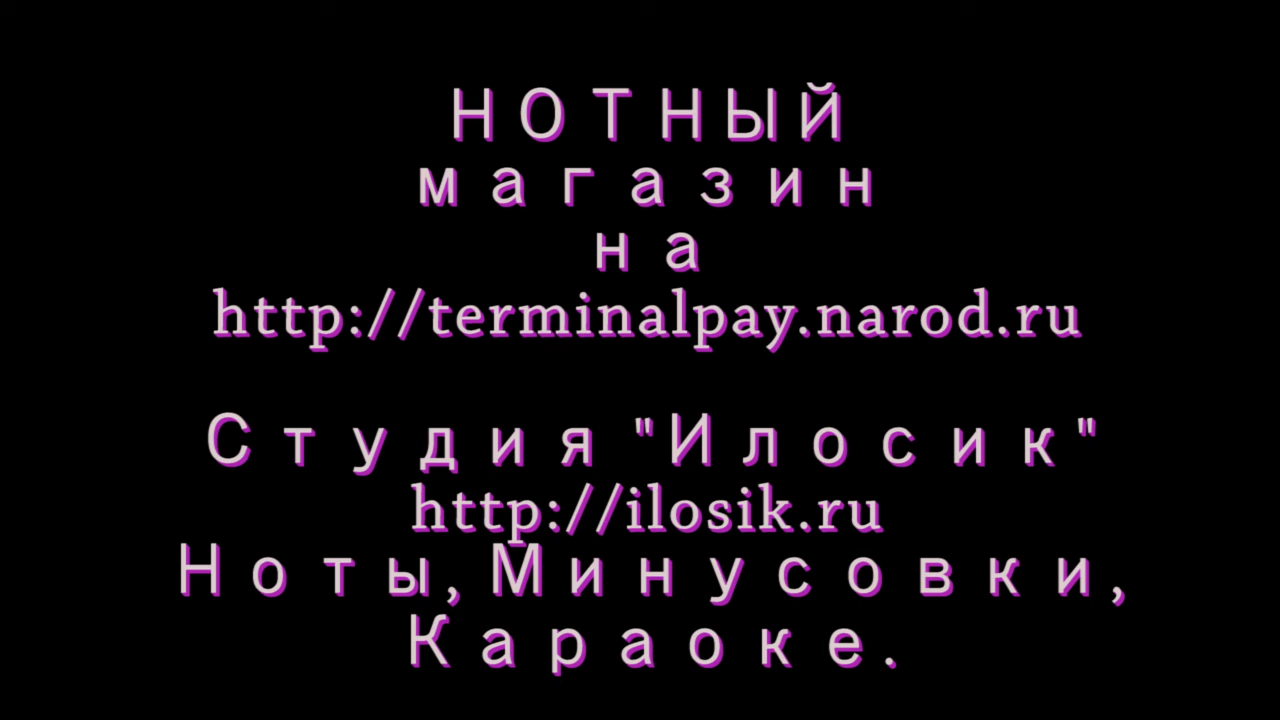 НОТНЫЙ
магазин
на
http://terminalpay.narod.ru
Студия "Илосик"
http://ilosik.ru
Ноты, Минусовки,
Караоке.